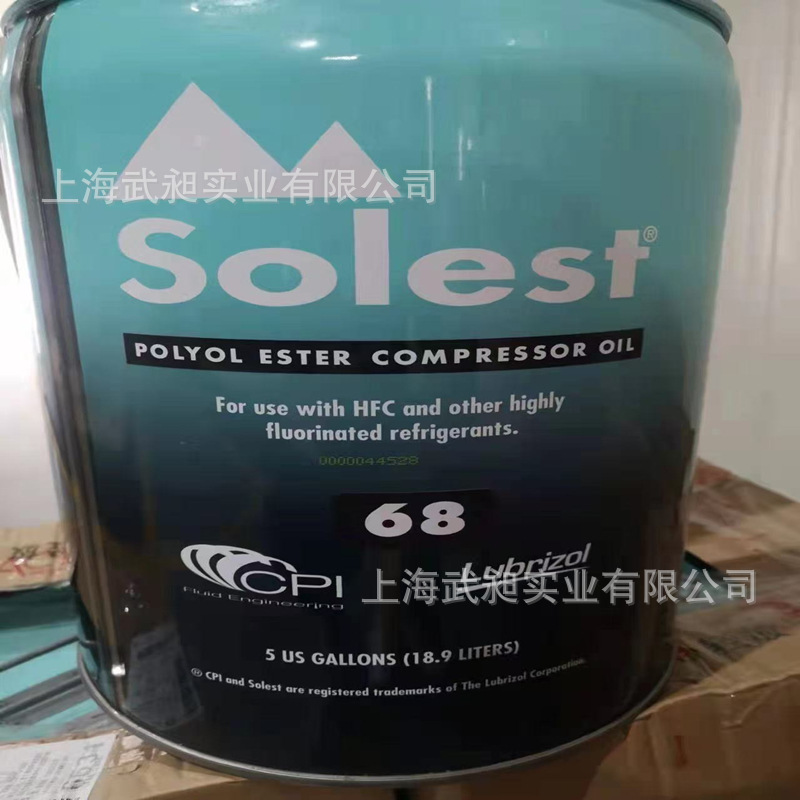 上海武昶实业有限公司
Solest®
POLYOL ESTER COMPRESSOR OIL
For use with HFC and other highly
fluorinated refrigerants.
0000044528
68
CPI
Fluid Engineering
Lubrizol
上海武昶实业有限公司
5 US GALLONS (18.9 LITERS)
® CPI and Solest are registered trademarks of The Lubrizol Corporation.